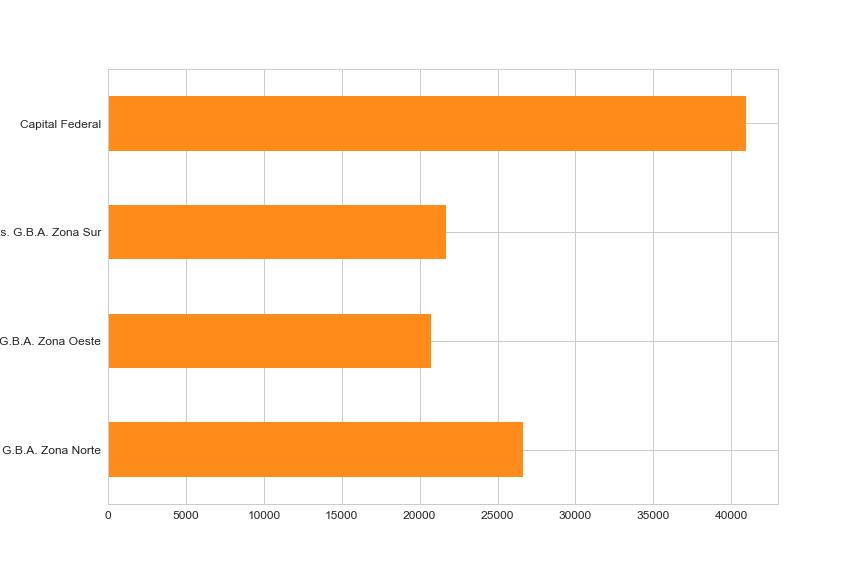 Capital Federal
s. G.B.A. Zona Sur
G.B.A. Zona Oeste
G.B.A. Zona Norte
0 5000 10000 15000 20000 25000 30000 35000 40000